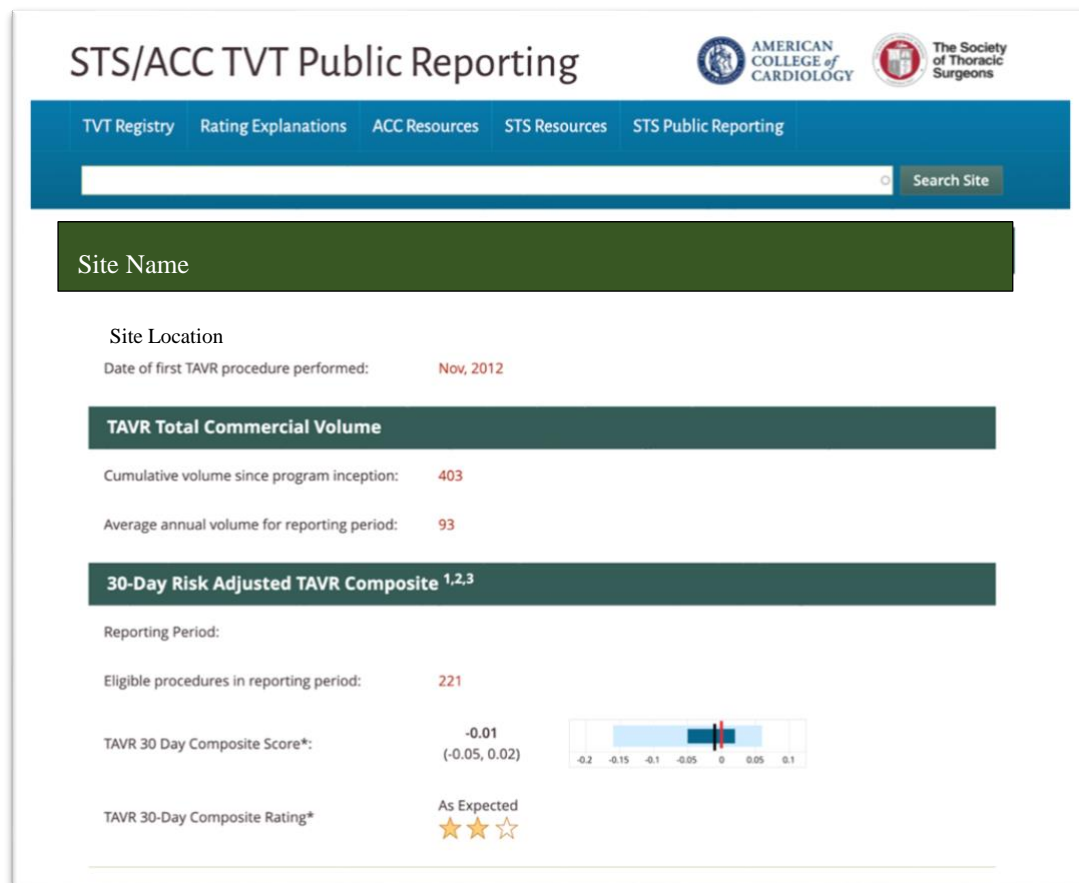 STS/ACC TVT Public Reporting
AMERICAN
COLLEGE of
CARDIOLOGY
The Society
of Thoracic
Surgeons
TVT Registry Rating Explanations ACC Resources STS Resources STS Public Reporting
Search Site
Site Name
Site Location
Date of first TAVR procedure performed: Nov, 2012
TAVR Total Commercial Volume
Cumulative volume since program inception: 403
Average annual volume for reporting period: 93
30-Day Risk Adjusted TAVR Composite 1,2,3
Reporting Period:
Eligible procedures in reporting period: 221
TAVR 30 Day Composite Score*: -0.01
(-0.05, 0.02)
-0.2 -0.15 -0.1 -0.05 0 0.05 0.1
TAVR 30-Day Composite Rating* As Expected